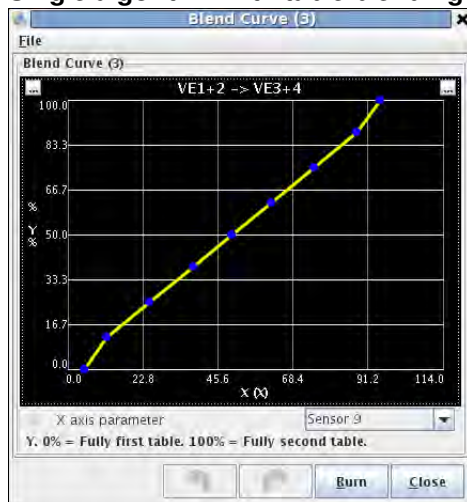 Blend Curve (3)
File
Blend Curve (3)
... VE1+2 -> VE3+4 ...
100.0
83.3
66.7
%
Y
50.0
%
33.3
16.7
0.0
0.0 22.8 45.6 68.4 91.2 114.0
X (X)
X axis parameter Sensor 9
Y. 0% = Fully first table. 100% = Fully second table.
Burn Close